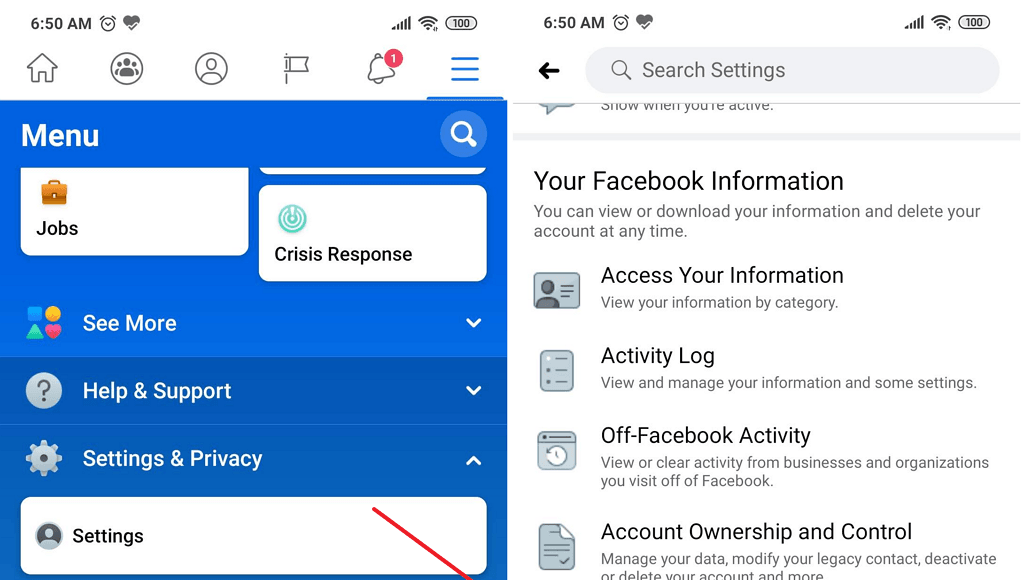 6:50 AM
100
1
Menu
Jobs
Crisis Response
See More
Help & Support
Settings & Privacy
Settings
6:50 AM
100
Search Settings
Show when you're active.
Your Facebook Information
You can view or download your information and delete your
account at any time.
Access Your Information
View your information by category.
Activity Log
View and manage your information and some settings.
Off-Facebook Activity
View or clear activity from businesses and organizations
you visit off of Facebook.
Account Ownership and Control
Manage your data, modify your legacy contact, deactivate
or delete your account and more.